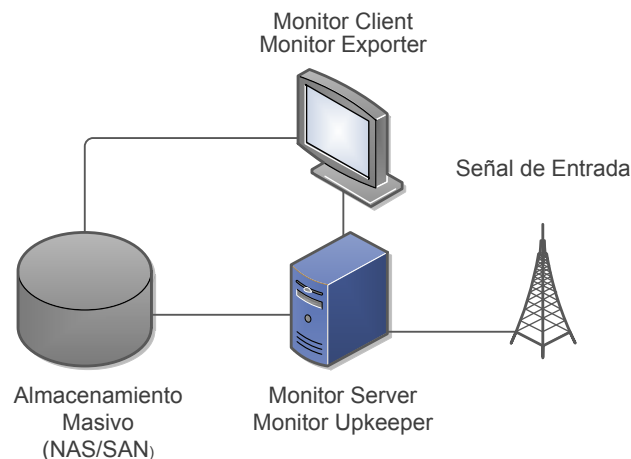 Monitor Client
Monitor Exporter
Señal de Entrada
Almacenamiento
Masivo
(NAS/SAN)
Monitor Server
Monitor Upkeeper